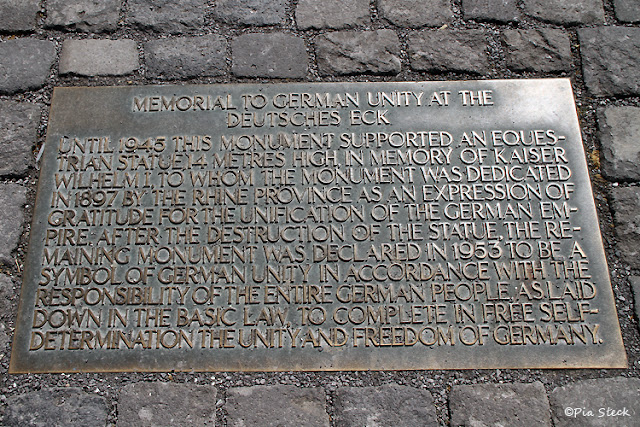 MEMORIAL TO GERMAN UNITY AT THE
DEUTSCHES ECK
UNTIL 1945 THIS MONUMENT SUPPORTED AN EQUES-
TRIAN STATUE 14 METRES HIGH, IN MEMORY OF KAISER
WILHELM I, TO WHOM THE MONUMENT WAS DEDICATED
IN 1897 BY THE RHINE PROVINCE AS AN EXPRESSION OF
GRATITUDE FOR THE UNIFICATION OF THE GERMAN EM-
PIRE. AFTER THE DESTRUCTION OF THE STATUE, THE RE-
MAINING MONUMENT WAS DECLARED IN 1953 TO BE A
SYMBOL OF GERMAN UNITY IN ACCORDANCE WITH THE
RESPONSIBILITY OF THE ENTIRE GERMAN PEOPLE, AS LAID
DOWN IN THE BASIC LAW, TO COMPLETE IN FREE SELF-
DETERMINATION THE UNITY AND FREEDOM OF GERMANY.
©Pia Steck